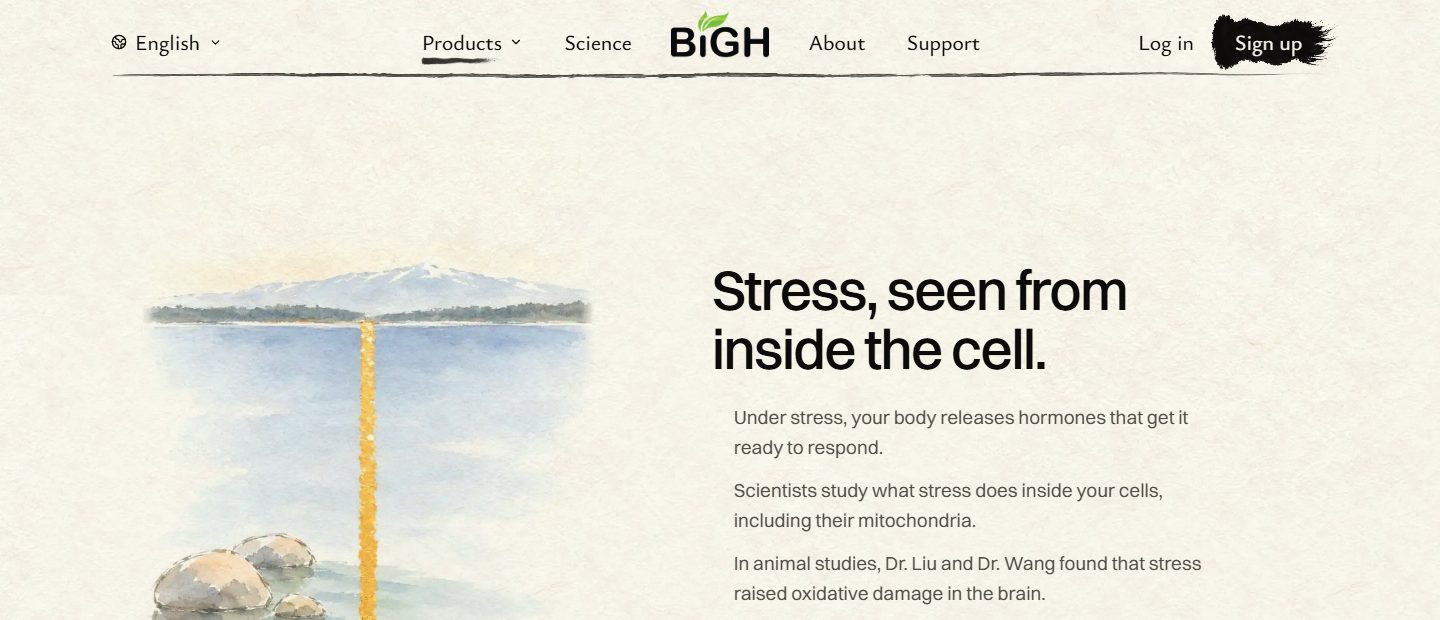 English
Products
Science
BiGH
About
Support
Log in
Sign up
Stress, seen from
inside the cell.
Under stress, your body releases hormones that get it
ready to respond.
Scientists study what stress does inside your cells,
including their mitochondria.
In animal studies, Dr. Liu and Dr. Wang found that stress
raised oxidative damage in the brain.